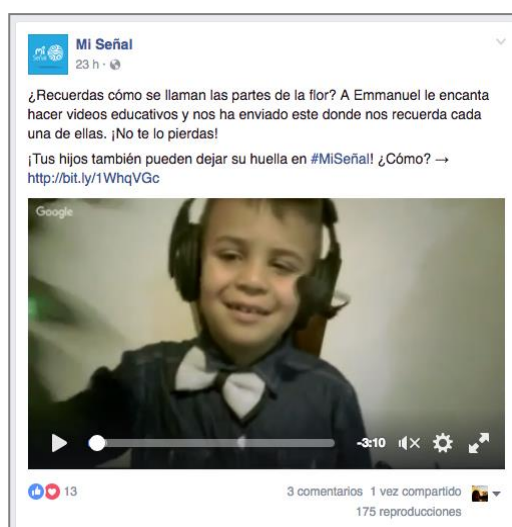 mi
Señal
Mi Señal
23 h ·
¿Recuerdas cómo se llaman las partes de la flor? A Emmanuel le encanta
hacer videos educativos y nos ha enviado este donde nos recuerda cada
una de ellas. ¡No te lo pierdas!
¡Tus hijos también pueden dejar su huella en #MiSeñal! ¿Cómo? →
http://bit.ly/1WhqVGc
Google
-3:10
13
3 comentarios 1 vez compartido
175 reproducciones